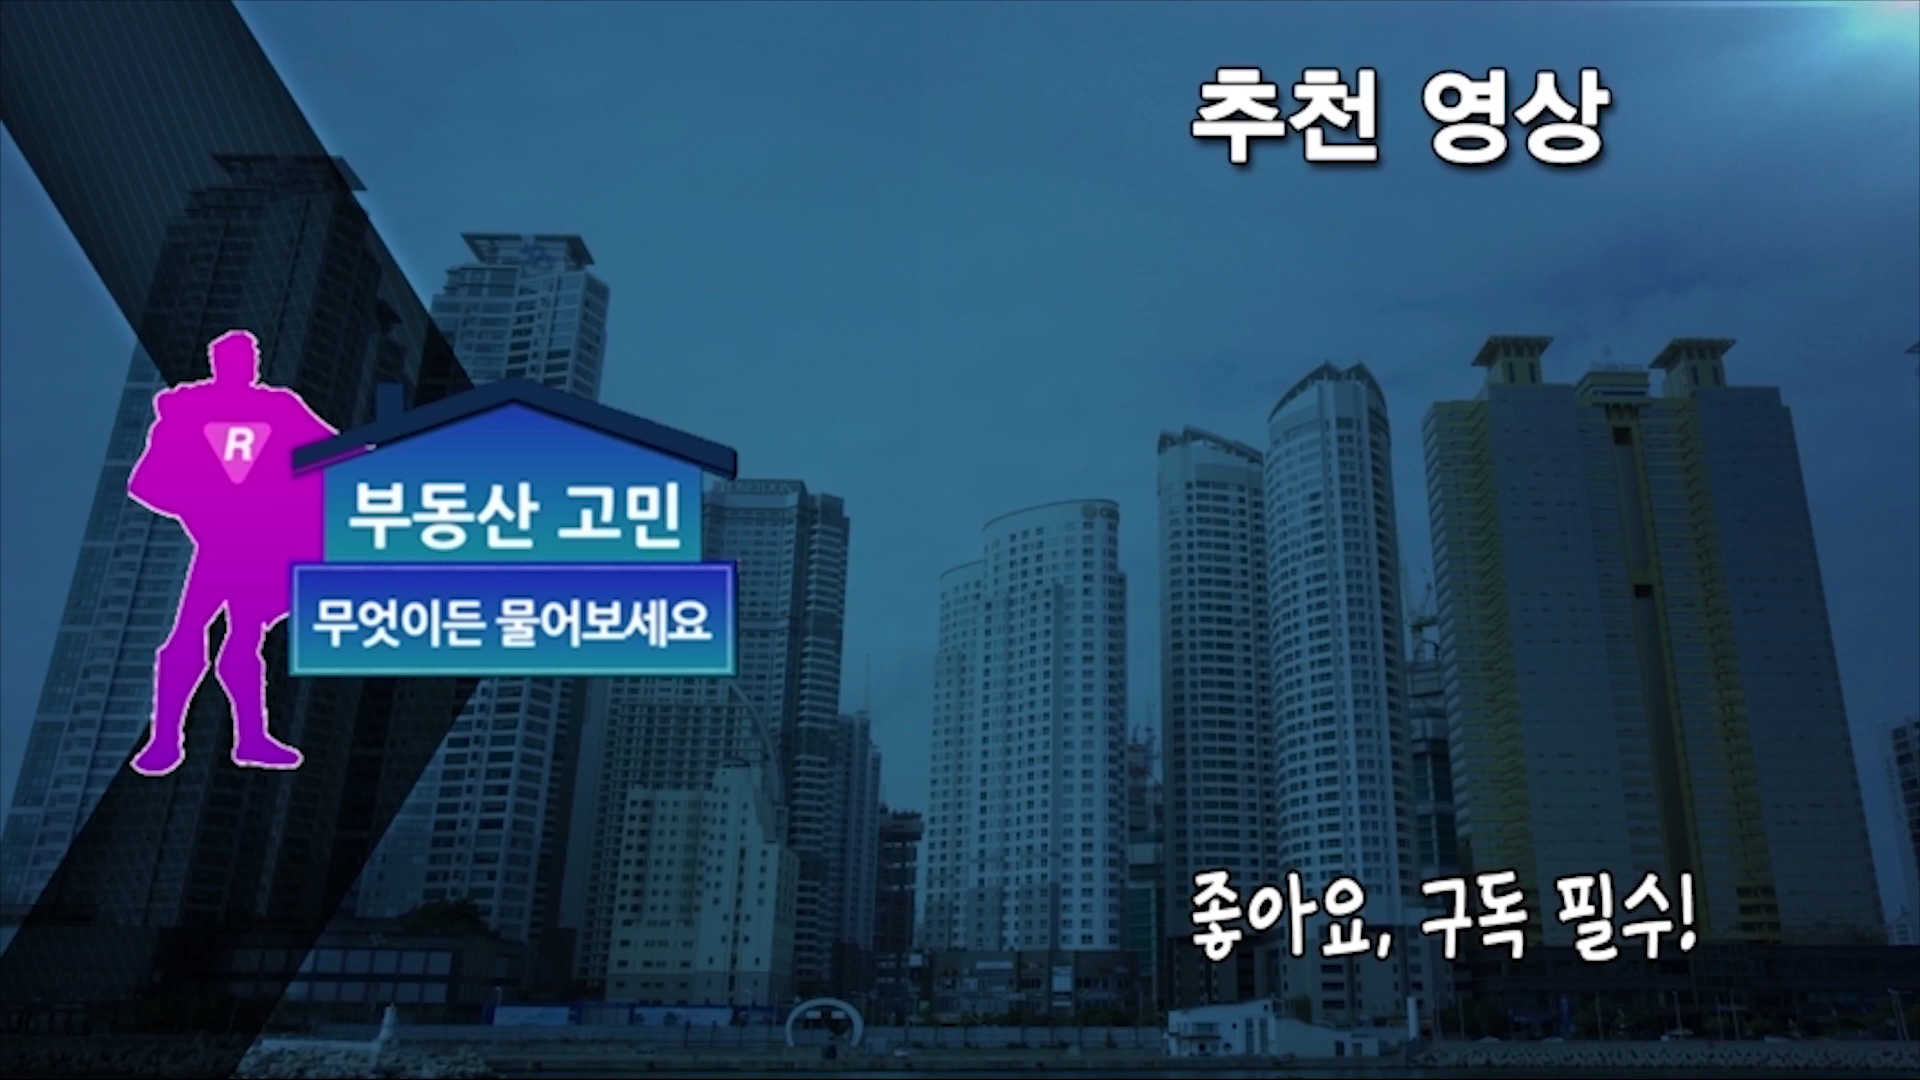 추천 영상
R
부동산 고민
무엇이든 물어보세요
좋아요, 구독 필수!